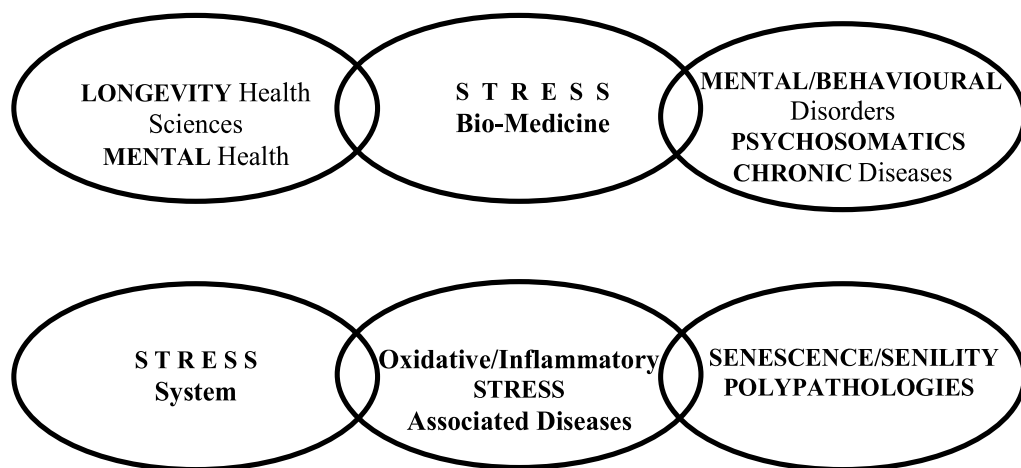 LONGEVITY Health
Sciences
MENTAL Health
S T R E S S
Bio-Medicine
MENTAL/BEHAVIOURAL
Disorders
PSYCHOSOMATICS
CHRONIC Diseases
S T R E S S
System
Oxidative/Inflammatory
STRESS
Associated Diseases
SENESCENCE/SENILITY
POLYPATHOLOGIES